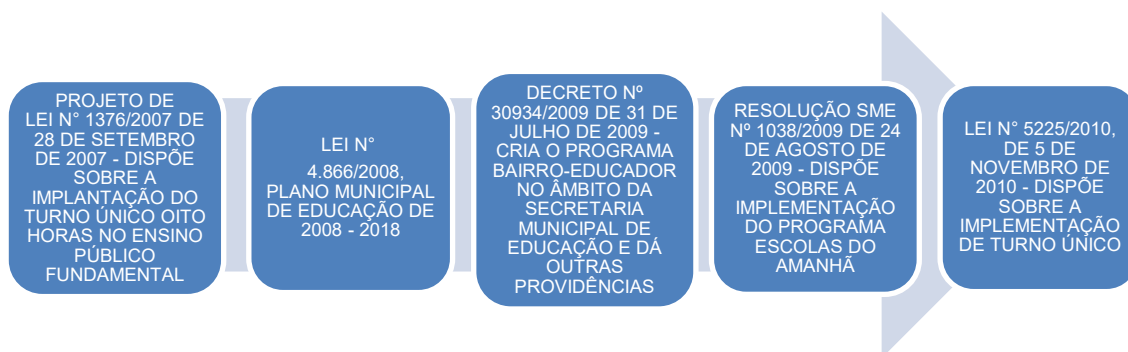 PROJETO DE
LEI N° 1376/2007 DE
28 DE SETEMBRO
DE 2007 - DISPÕE
SOBRE A
IMPLANTAÇÃO DO
TURNO ÚNICO OITO
HORAS NO ENSINO
PÚBLICO
FUNDAMENTAL
LEI N°
4.866/2008,
PLANO MUNICIPAL
DE EDUCAÇÃO DE
2008 - 2018
DECRETO Nº
30934/2009 DE 31 DE
JULHO DE 2009 -
CRIA O PROGRAMA
BAIRRO-EDUCADOR
NO ÂMBITO DA
SECRETARIA
MUNICIPAL DE
EDUCAÇÃO E DÁ
OUTRAS
PROVIDÊNCIAS
RESOLUÇÃO SME
Nº 1038/2009 DE 24
DE AGOSTO DE
2009 - DISPÕE
SOBRE A
IMPLEMENTAÇÃO
DO PROGRAMA
ESCOLAS DO
AMANHÃ
LEI N° 5225/2010,
DE 5 DE
NOVEMBRO DE
2010 - DISPÕE
SOBRE A
IMPLEMENTAÇÃO
DE TURNO ÚNICO